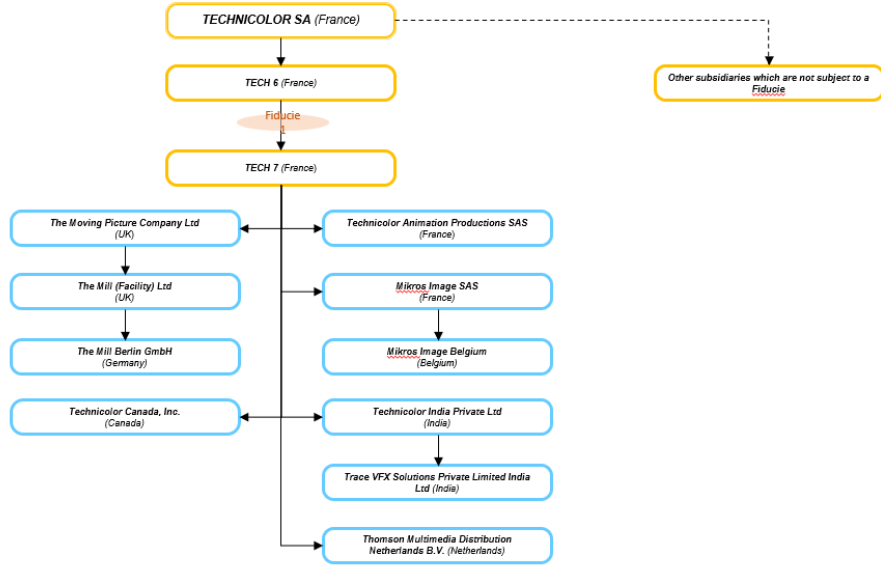 TECHNICOLOR SA (France)
TECH 6 (France)
Other subsidiaries which are not subject to a
Fiducie
Fiducie
1
TECH 7 (France)
The Moving Picture Company Ltd
(UK)
Technicolor Animation Productions SAS
(France)
The Mill (Facility) Ltd
(UK)
Mikros Image SAS
(France)
The Mill Berlin GmbH
(Germany)
Mikros Image Belgium
(Belgium)
Technicolor Canada, Inc.
(Canada)
Technicolor India Private Ltd
(India)
Trace VFX Solutions Private Limited India
Ltd (India)
Thomson Multimedia Distribution
Netherlands B.V. (Netherlands)